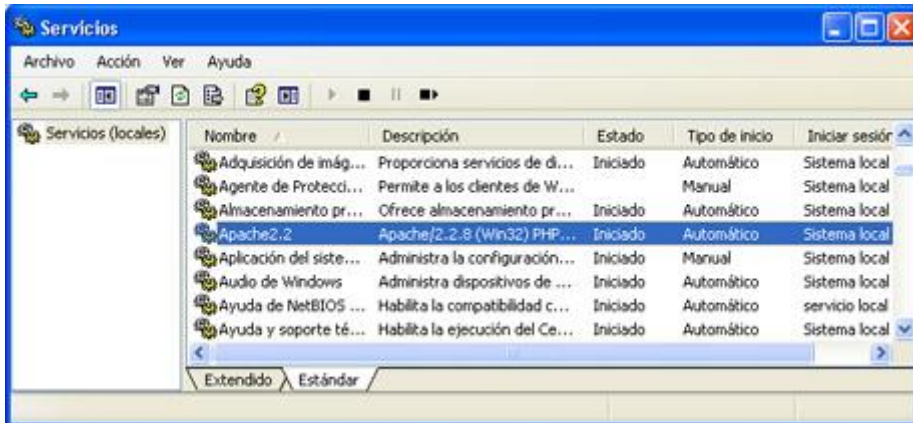 Servicios
Archivo Acción Ver Ayuda
Servicios (locales)
Nombre Descripción Estado Tipo de inicio Iniciar sesión
Adquisición de imág... Proporciona servicios de di... Iniciado Automático Sistema local
Agente de Protecci... Permite a los clientes de W... Manual Sistema local
Almacenamiento pr... Ofrece almacenamiento pr... Iniciado Automático Sistema local
Apache2.2 Apache/2.2.8 (Win32) PHP... Iniciado Automático Sistema local
Aplicación del siste... Administra la configuración... Iniciado Manual Sistema local
Audio de Windows Administra dispositivos de ... Iniciado Automático Sistema local
Ayuda de NetBIOS ... Habilita la compatibilidad c... Iniciado Automático servicio local
Ayuda y soporte té... Habilita la ejecución del Ce... Iniciado Automático Sistema local
Extendido Estándar